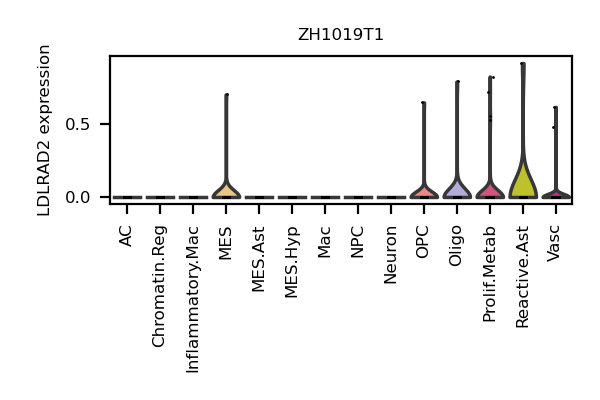 ZH1019T1
LDLRAD2 expression
0.5
0.0
AC
Chromatin.Reg
Inflammatory.Mac
MES
MES.Ast
MES.Hyp
Mac
NPC
Neuron
OPC
Oligo
Prolif.Metab
Reactive.Ast
Vasc